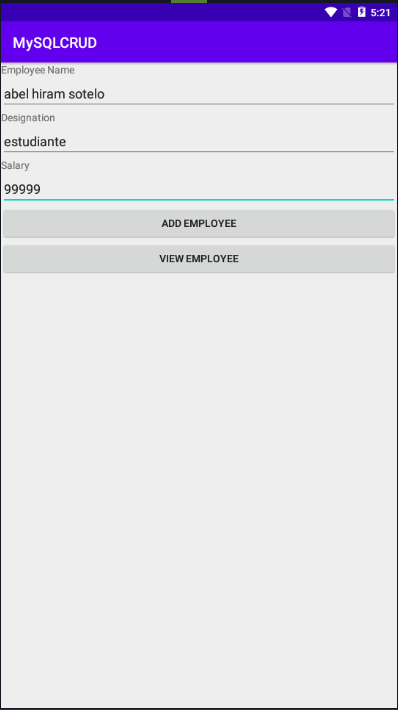 5:21
MySQLCRUD
Employee Name
abel hiram sotelo
Designation
estudiante
Salary
99999
ADD EMPLOYEE
VIEW EMPLOYEE